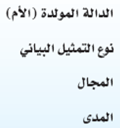 الدالة المولدة (الأم)
نوع التمثيل البياني
المجال
المدى